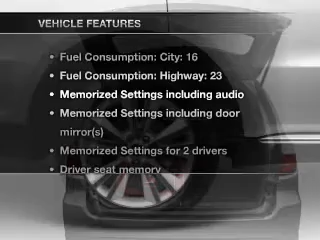 VEHICLE FEATURES
• Fuel Consumption: City: 16
• Fuel Consumption: Highway: 23
• Memorized Settings including audio
• Memorized Settings including door
mirror(s)
• Memorized Settings for 2 drivers
• Driver seat memory